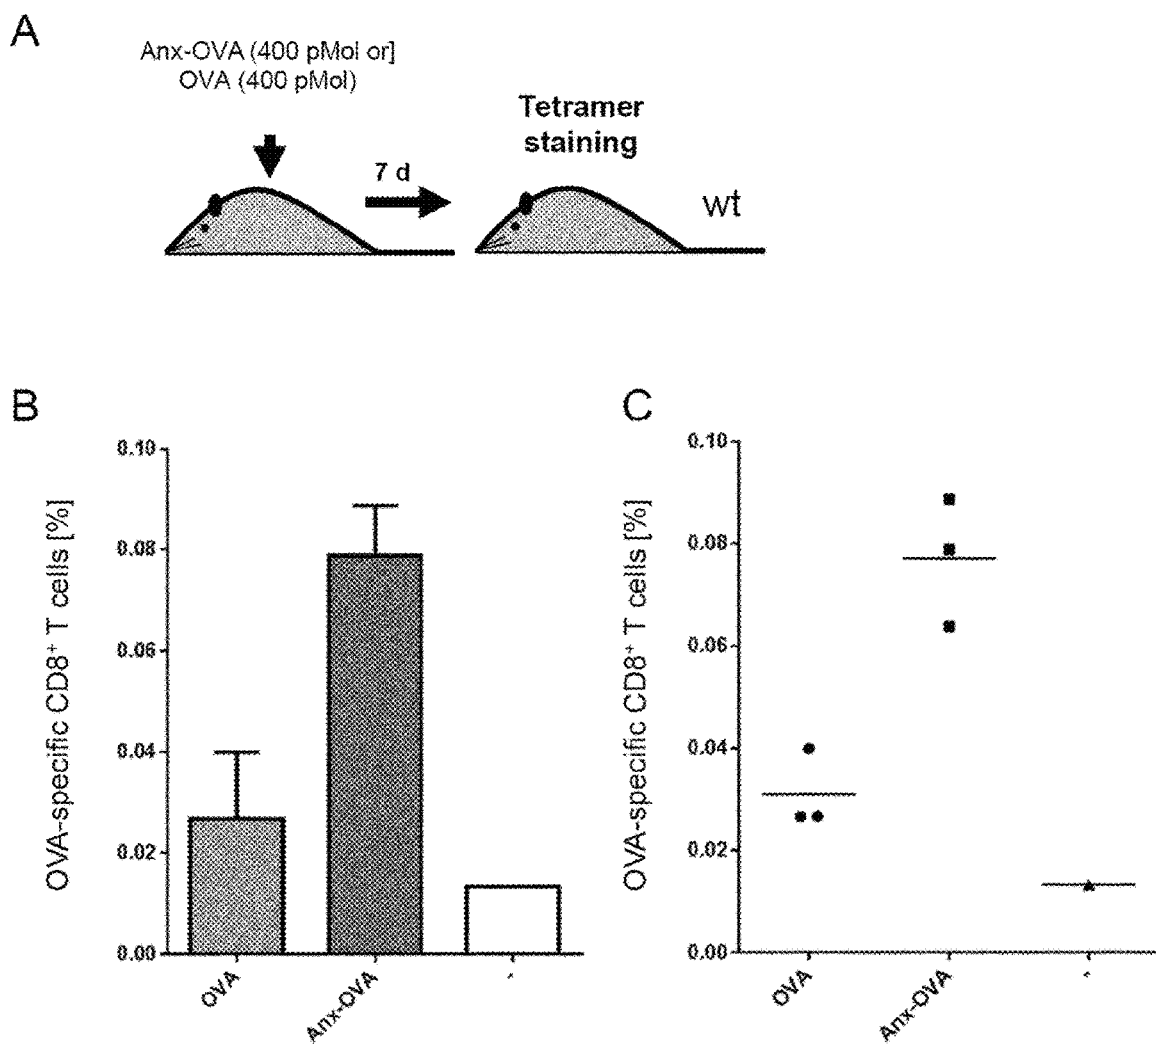 A
Anx-OVA (400 pMol or]
OVA (400 pMol)
7 d
Tetramer
staining
wt
B
OVA-specific CD8⁺ T cells [%]
0.10
0.08
0.06
0.04
0.02
0.00
OVA
Anx-OVA
-
C
OVA-specific CD8⁺ T cells [%]
0.10
0.08
0.06
0.04
0.02
0.00
OVA
Anx-OVA
-